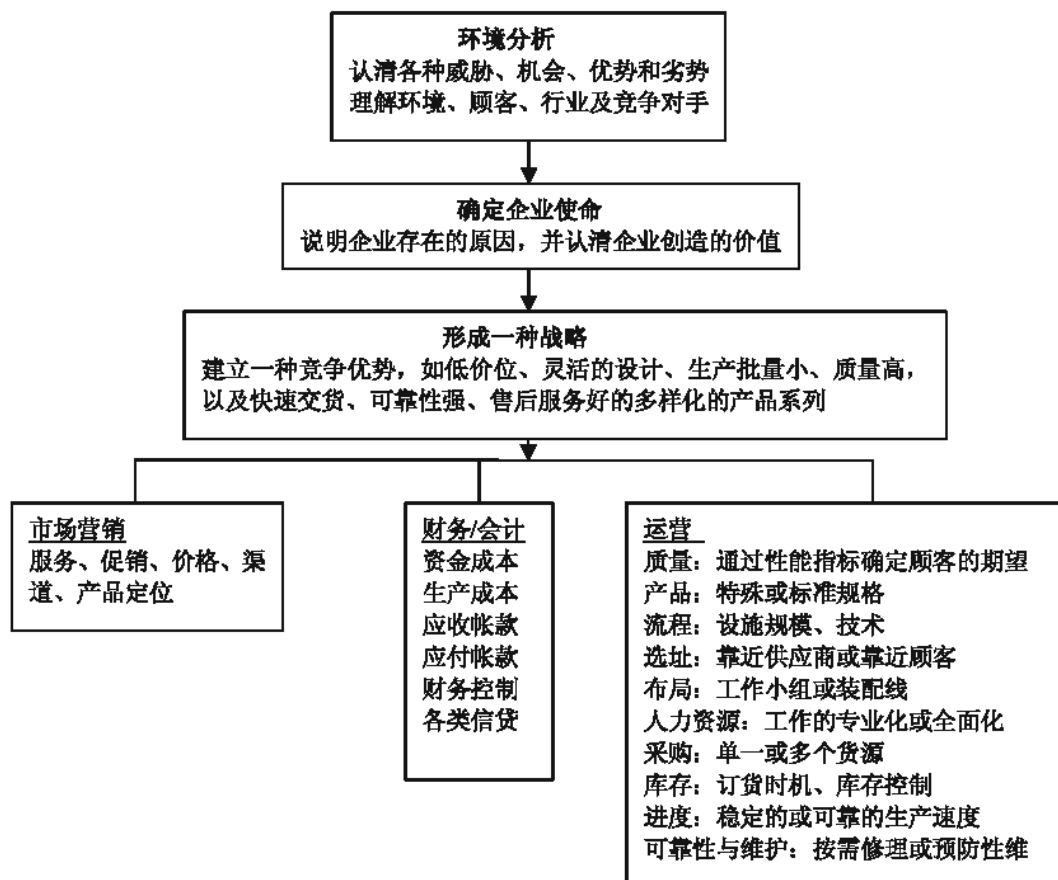 环境分析
认清各种威胁、机会、优势和劣势
理解环境、顾客、行业及竞争对手
确定企业使命
说明企业存在的原因，并认清企业创造的价值
形成一种战略
建立一种竞争优势，如低价位、灵活的设计、生产批量小、质量高，
以及快速交货、可靠性强、售后服务好的多样化的产品系列
市场营销
服务、促销、价格、渠
道、产品定位
财务/会计
资金成本
生产成本
应收帐款
应付帐款
财务控制
各类信贷
运营
质量：通过性能指标确定顾客的期望
产品：特殊或标准规格
流程：设施规模、技术
选址：靠近供应商或靠近顾客
布局：工作小组或装配线
人力资源：工作的专业化或全面化
采购：单一或多个货源
库存：订货时机、库存控制
进度：稳定的或可靠的生产速度
可靠性与维护：按需修理或预防性维